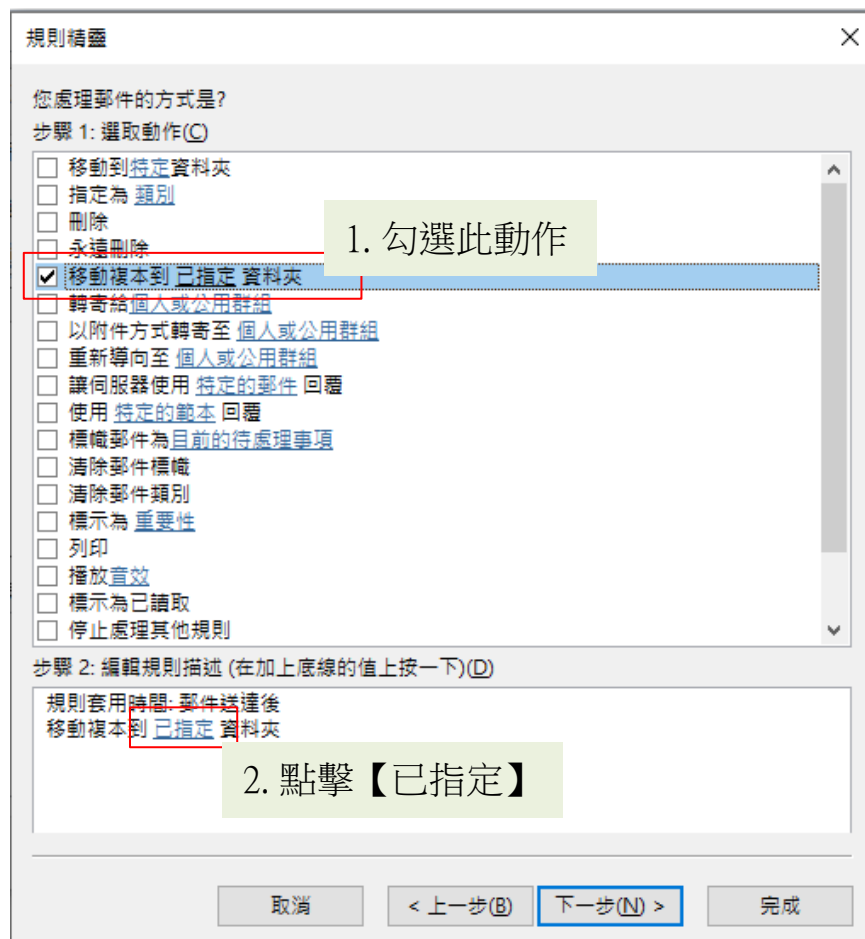 規則精靈
您處理郵件的方式是?
步驟 1: 選取動作(C)
移動到特定資料夾
指定為 類別
刪除
永遠刪除
1. 勾選此動作
移動複本到 已指定 資料夾
轉寄給個人或公用群組
以附件方式轉寄至 個人或公用群組
重新導向至 個人或公用群組
讓伺服器使用 特定的郵件 回覆
使用 特定的範本 回覆
標幟郵件為目前的待處理事項
清除郵件標幟
清除郵件類別
標示為 重要性
列印
播放音效
標示為已讀取
停止處理其他規則
步驟 2: 編輯規則描述 (在加上底線的值上按一下)(D)
規則套用時間: 郵件送達後
移動複本到 已指定 資料夾
2. 點擊【已指定】
取消
< 上一步(B)
下一步(N) >
完成